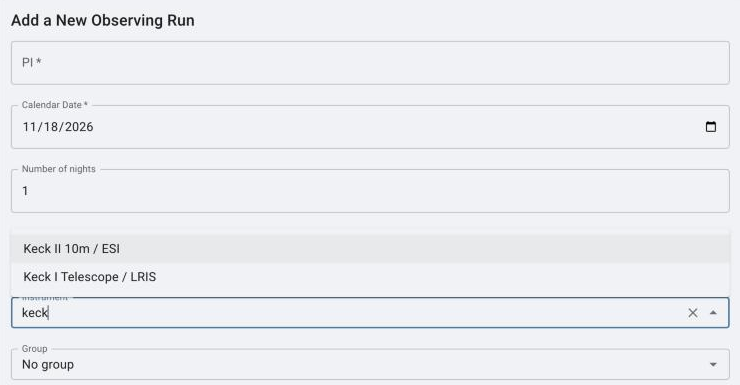 Add a New Observing Run
PI *
Calendar Date *
11/18/2026
Number of nights
1
Keck II 10m / ESI
Keck I Telescope / LRIS
Instrument
keck
Group
No group